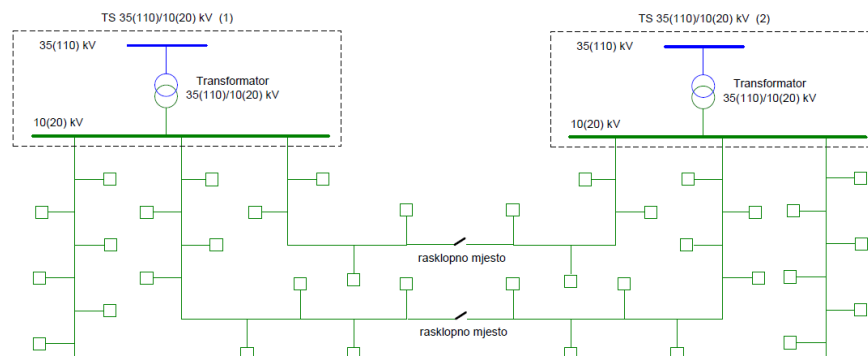 TS 35(110)/10(20) kV (1)
35(110) kV
Transformator
35(110)/10(20) kV
10(20) kV
TS 35(110)/10(20) kV (2)
35(110) kV
Transformator
35(110)/10(20) kV
10(20) kV
rasklopno mjesto
rasklopno mjesto